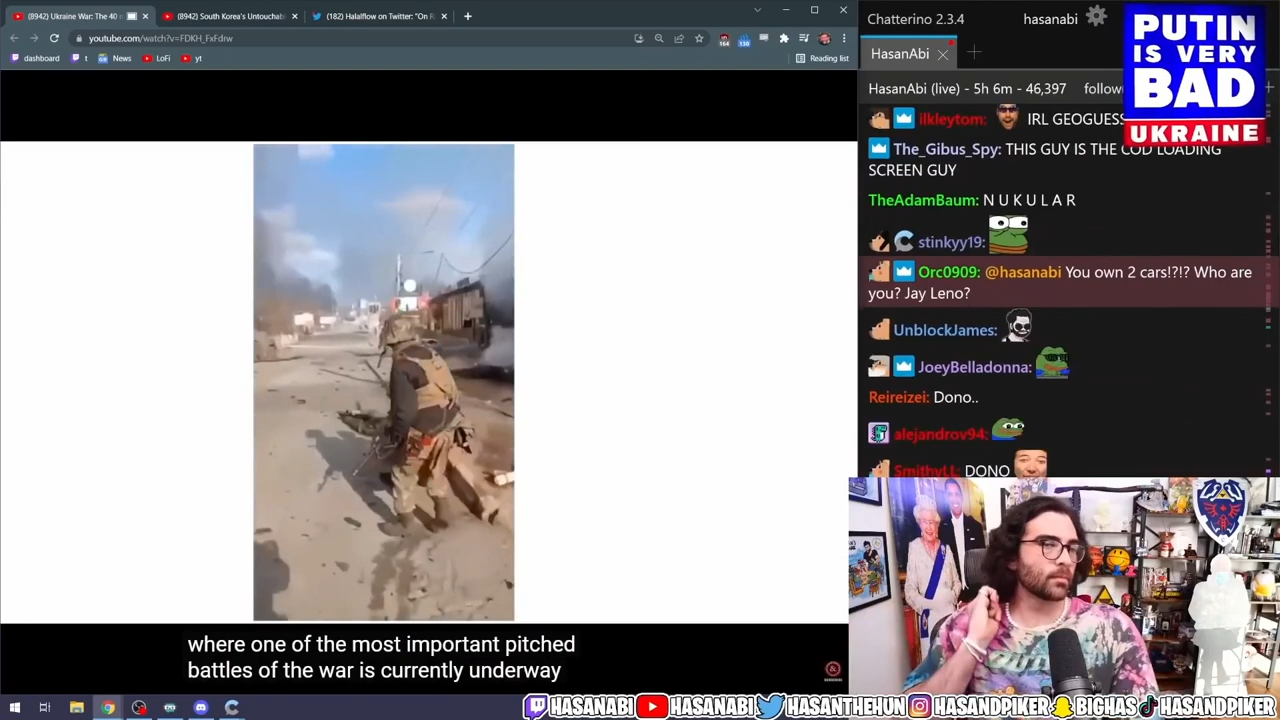 (8942) Ukraine War: The 40
(8942) South Korea's Untouchab
(182) Halalflow on Twitter: "On F
youtube.com/watch?v=FDKH_FxFdrw
164
130
dashboard
t
News
LoFi
yt
Reading list
where one of the most important pitched
battles of the war is currently underway
Chatterino 2.3.4
hasanabi
HasanAbi
HasanAbi (live) - 5h 6m - 46,397
PUTIN
IS VERY
BAD
UKRAINE
ilkleytom:
IRL GEOGUESS
The_Gibus_Spy: THIS GUY IS THE COD LOADING
SCREEN GUY
TheAdamBaum: N U K U L A R
stinkyy19:
Orc0909: @hasanabi You own 2 cars!?!? Who are
you? Jay Leno?
UnblockJames:
JoeyBelladonna:
Reireizei: Dono..
alejandrov94:
SmithyLL: DONO
HASANABI
HASANABI
HASANTHEHUN
HASANDPIKER
BIGHAS
HASANDPIKER